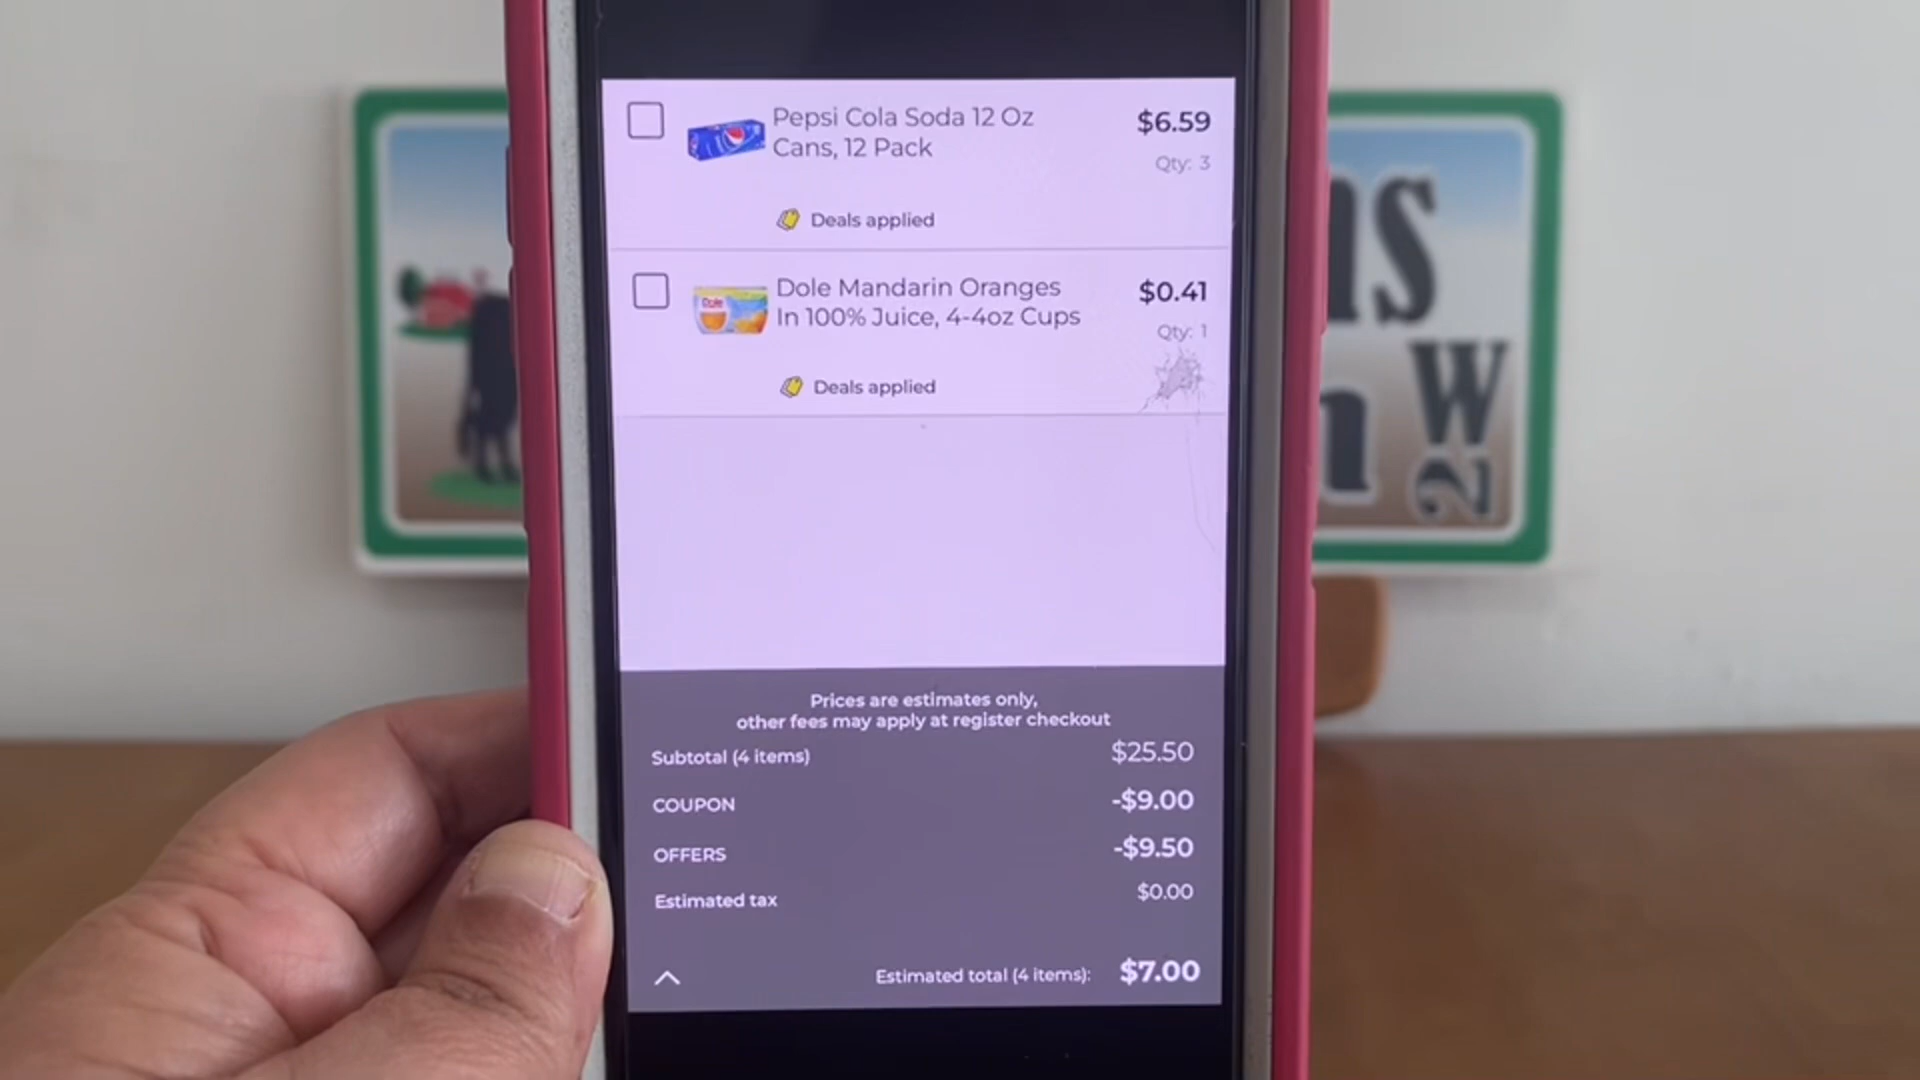 Pepsi Cola Soda 12 Oz
Cans, 12 Pack
$6.59
Qty: 3
Deals applied
Dole
Dole Mandarin Oranges
In 100% Juice, 4-4oz Cups
$0.41
Qty: 1
Deals applied
Prices are estimates only,
other fees may apply at register checkout
Subtotal (4 items) $25.50
COUPON -$9.00
OFFERS -$9.50
Estimated tax $0.00
Estimated total (4 items): $7.00